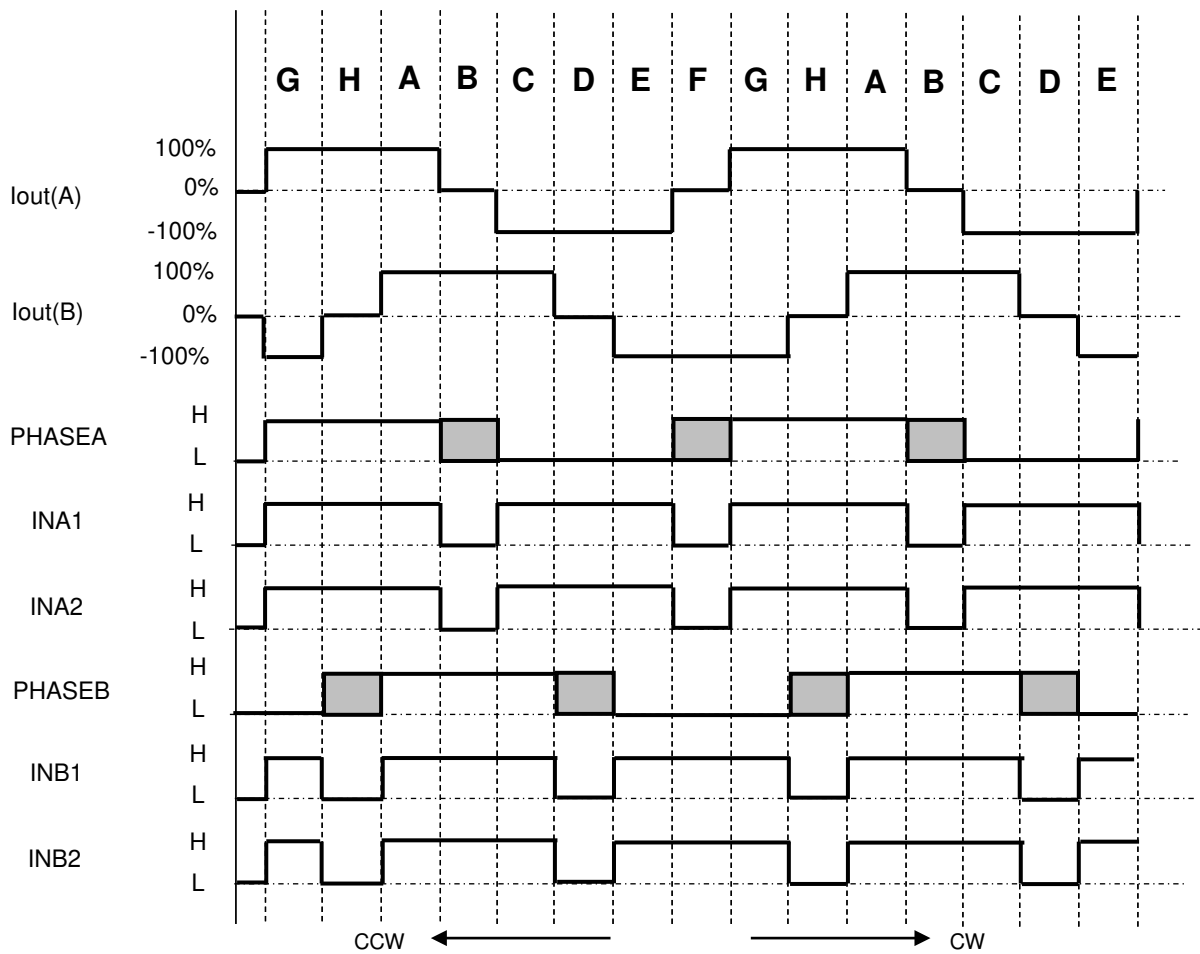 G H A B C D E F G H A B C D E
100%
Iout(A) 0%
-100%
100%
Iout(B) 0%
-100%
H
PHASEA
L
H
INA1
L
H
INA2
L
H
PHASEB
L
H
INB1
L
H
INB2
L
CCW CW